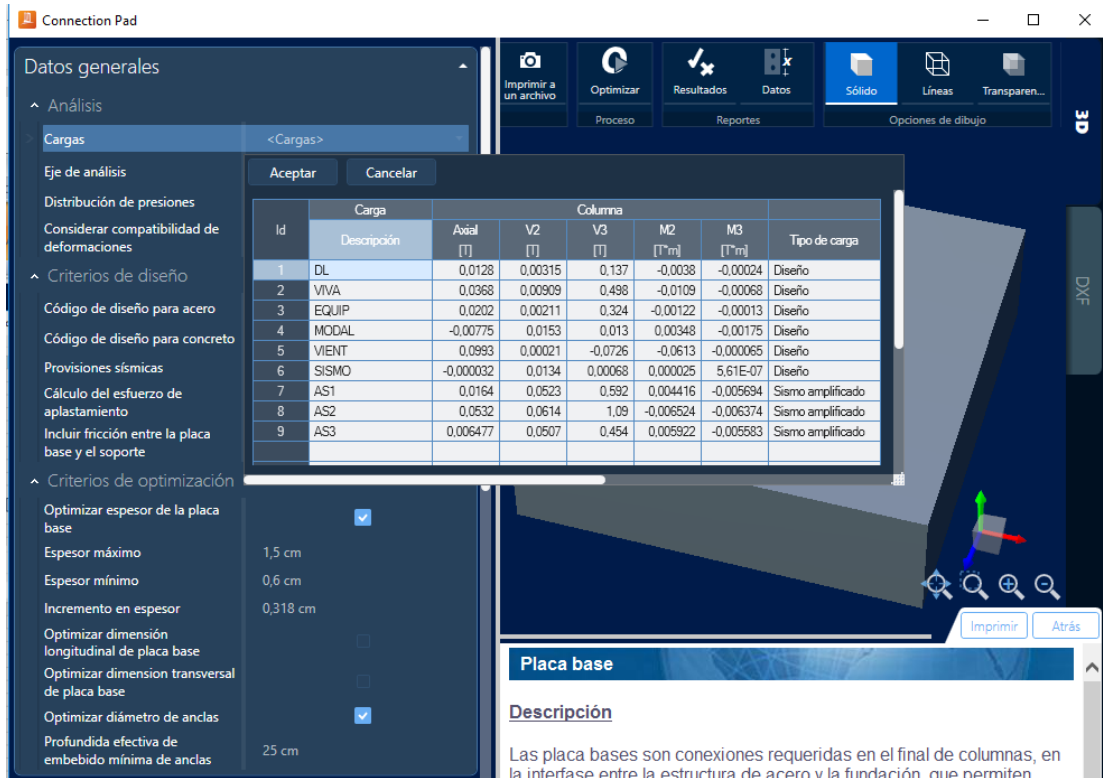 Connection Pad
Datos generales
Análisis
Cargas <Cargas>
Eje de análisis
Distribución de presiones
Considerar compatibilidad de
deformaciones
Criterios de diseño
Código de diseño para acero
Código de diseño para concreto
Provisiones sísmicas
Cálculo del esfuerzo de
aplastamiento
Incluir fricción entre la placa
base y el soporte
Criterios de optimización
Optimizar espesor de la placa
base
Espesor máximo 1,5 cm
Espesor mínimo 0,6 cm
Incremento en espesor 0,318 cm
Optimizar dimensión
longitudinal de placa base
Optimizar dimension transversal
de placa base
Optimizar diámetro de anclas
Profundida efectiva de
embebido mínima de anclas 25 cm
Imprimir a
un archivo
Optimizar
Proceso
Resultados Datos
Reportes
Sólido Líneas Transparen...
Opciones de dibujo
3D
DXF
Aceptar Cancelar
Id Carga Columna
Descripción Axial V2 V3 M2 M3 Tipo de carga
[T] [T] [T] [T*m] [T*m]
1 DL 0,0128 0,00315 0,137 -0,0038 -0,00024 Diseño
2 VIVA 0,0368 0,00909 0,498 -0,0109 -0,00068 Diseño
3 EQUIP 0,0202 0,00211 0,324 -0,00122 -0,00013 Diseño
4 MODAL -0,00775 0,0153 0,013 0,00348 -0,00175 Diseño
5 VIENT 0,0993 0,00021 -0,0726 -0,0613 -0,000065 Diseño
6 SISMO -0,000032 0,0134 0,00068 0,000025 5,61E-07 Diseño
7 AS1 0,0164 0,0523 0,592 0,004416 -0,005694 Sismo amplificado
8 AS2 0,0532 0,0614 1,09 -0,006524 -0,006374 Sismo amplificado
9 AS3 0,006477 0,0507 0,454 0,005922 -0,005583 Sismo amplificado
Imprimir Atrás
Placa base
Descripción
Las placa bases son conexiones requeridas en el final de columnas, en
la interfase entre la estructura de acero y la fundación, que permiten